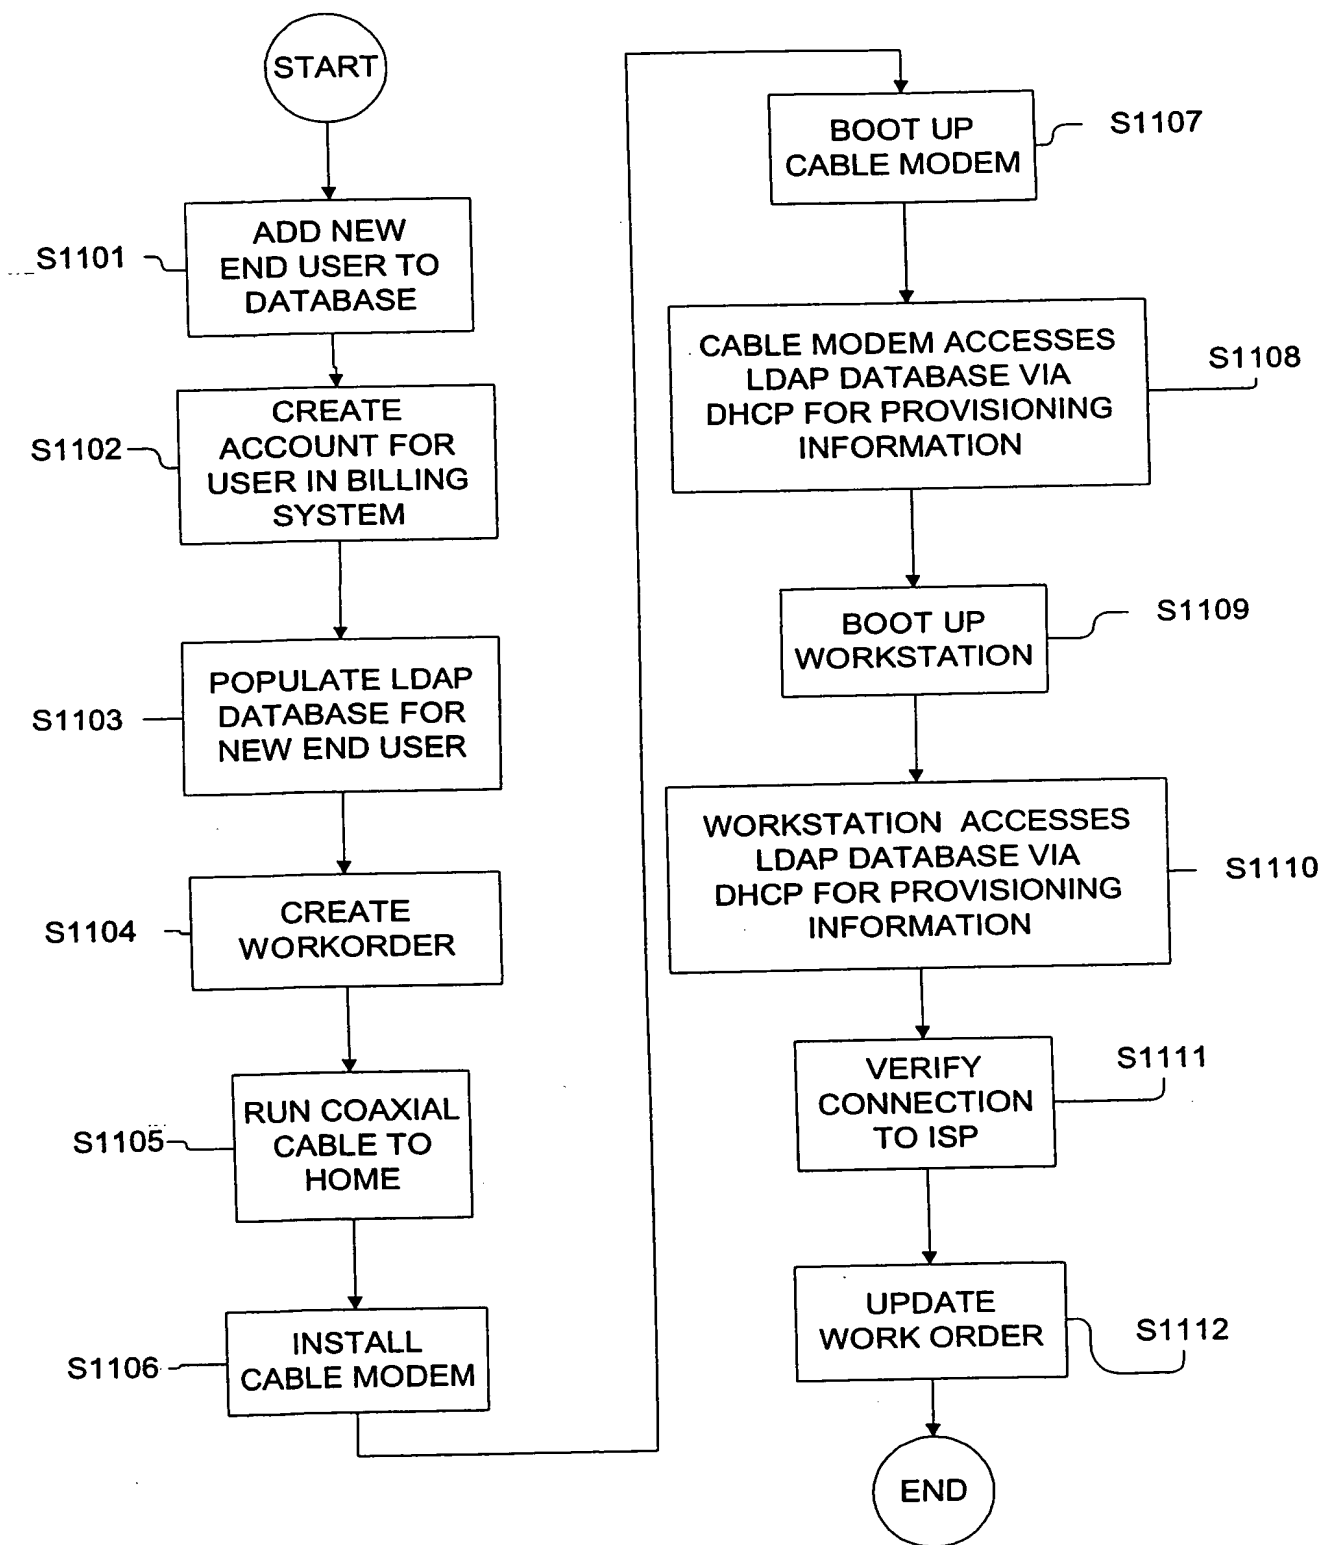 START
S1101
ADD NEW
END USER TO
DATABASE
S1102
CREATE
ACCOUNT FOR
USER IN BILLING
SYSTEM
S1103
POPULATE LDAP
DATABASE FOR
NEW END USER
S1104
CREATE
WORKORDER
S1105
RUN COAXIAL
CABLE TO
HOME
S1106
INSTALL
CABLE MODEM
BOOT UP
CABLE MODEM
S1107
CABLE MODEM ACCESSES
LDAP DATABASE VIA
DHCP FOR PROVISIONING
INFORMATION
S1108
BOOT UP
WORKSTATION
S1109
WORKSTATION ACCESSES
LDAP DATABASE VIA
DHCP FOR PROVISIONING
INFORMATION
S1110
VERIFY
CONNECTION
TO ISP
S1111
UPDATE
WORK ORDER
S1112
END